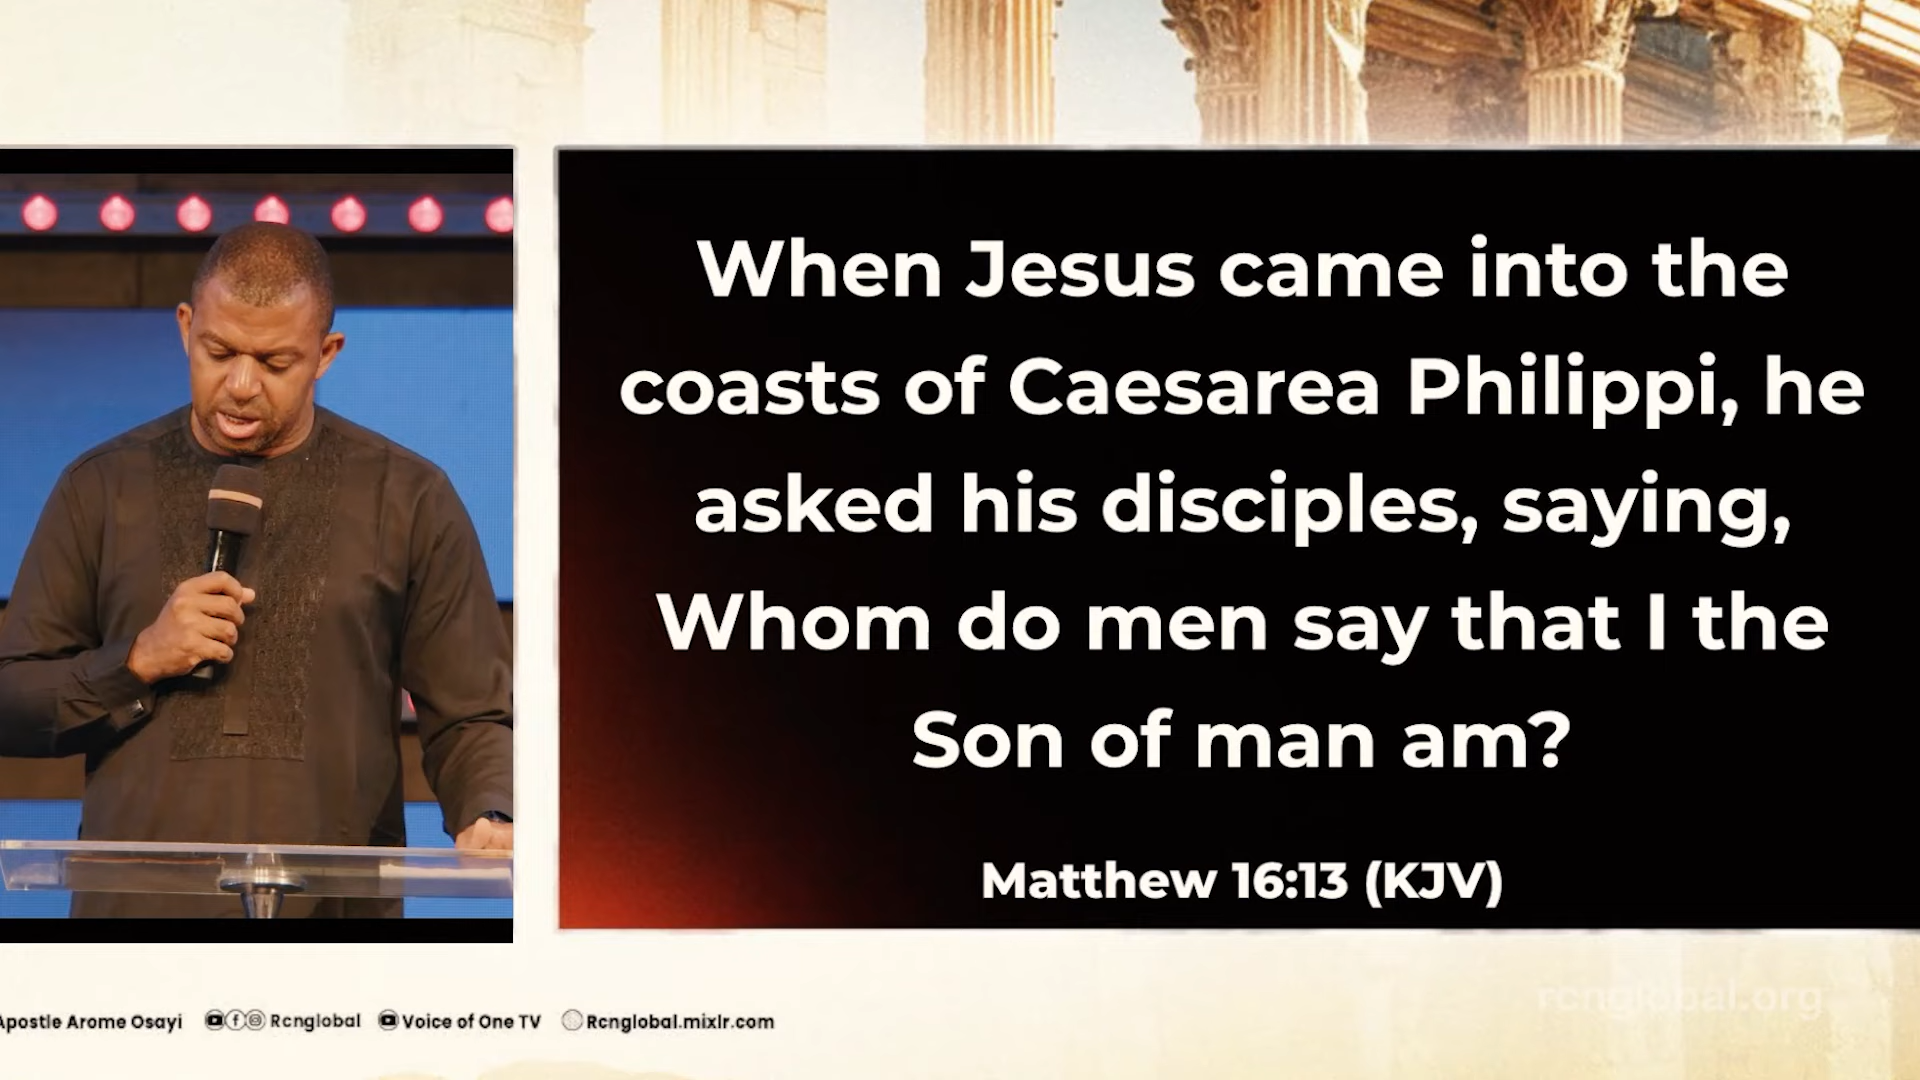 When Jesus came into the
coasts of Caesarea Philippi, he
asked his disciples, saying,
Whom do men say that I the
Son of man am?
Matthew 16:13 (KJV)
Apostle Arome Osayi Rcnglobal Voice of One TV Rcnglobal.mixlr.com
rcnglobal.org